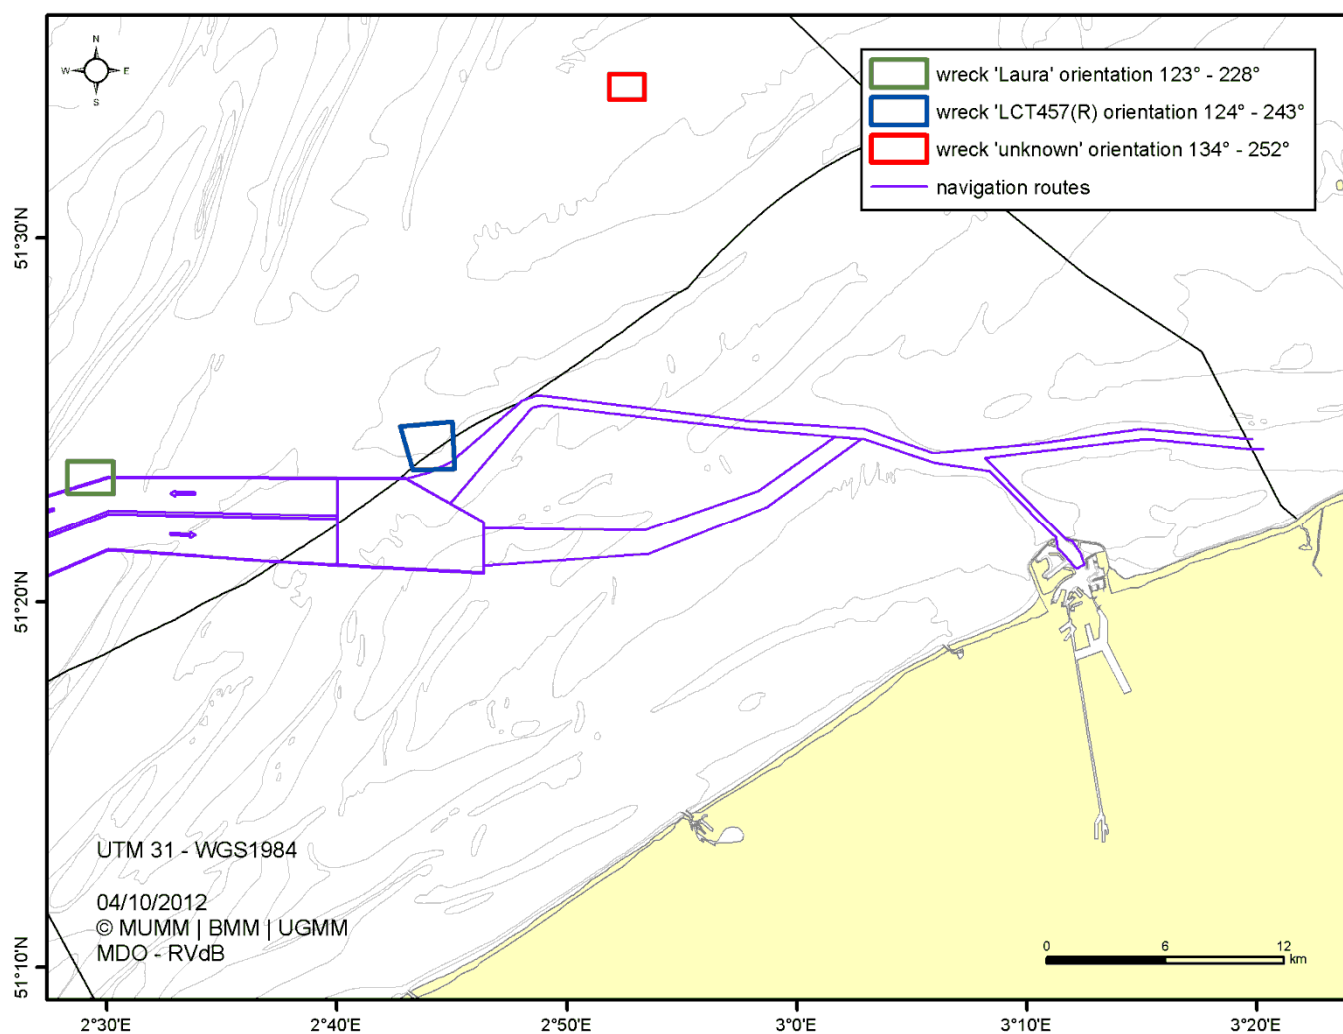 N
W E
S
wreck 'Laura' orientation 123° - 228°
wreck 'LCT457(R) orientation 124° - 243°
wreck 'unknown' orientation 134° - 252°
navigation routes
51°30'N
51°20'N
51°10'N
UTM 31 - WGS1984
04/10/2012
© MUMM | BMM | UGMM
MDO - RVdB
0 6 12
km
2°30'E 2°40'E 2°50'E 3°0'E 3°10'E 3°20'E